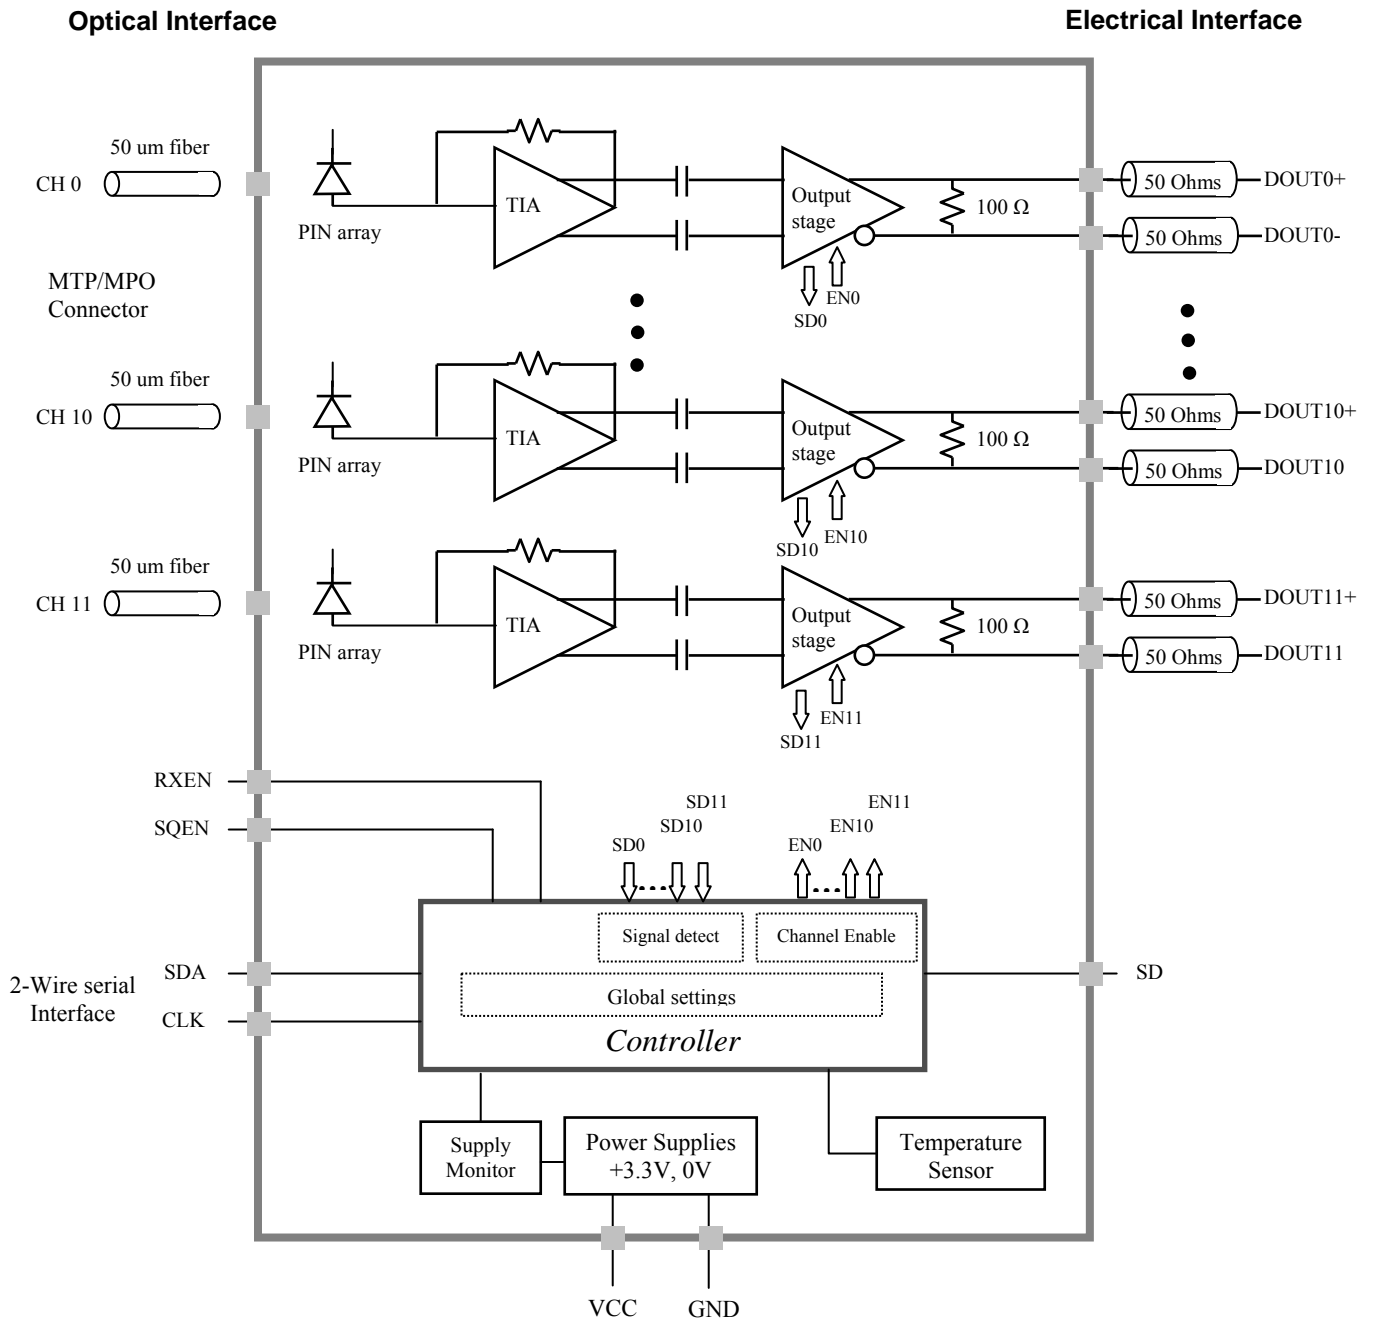 Optical Interface
Electrical Interface
50 um fiber
CH 0
PIN array
TIA
Output
stage
100 Ω
50 Ohms
DOUT0+
50 Ohms
DOUT0-
EN0
SD0
MTP/MPO
Connector
50 um fiber
CH 10
PIN array
TIA
Output
stage
100 Ω
50 Ohms
DOUT10+
50 Ohms
DOUT10
EN10
SD10
50 um fiber
CH 11
PIN array
TIA
Output
stage
100 Ω
50 Ohms
DOUT11+
50 Ohms
DOUT11
EN11
SD11
RXEN
SQEN
SD11
SD10
SD0
EN11
EN10
EN0
Signal detect
Channel Enable
Global settings
Controller
SDA
2-Wire serial
Interface
CLK
SD
Supply
Monitor
Power Supplies
+3.3V, 0V
Temperature
Sensor
VCC
GND